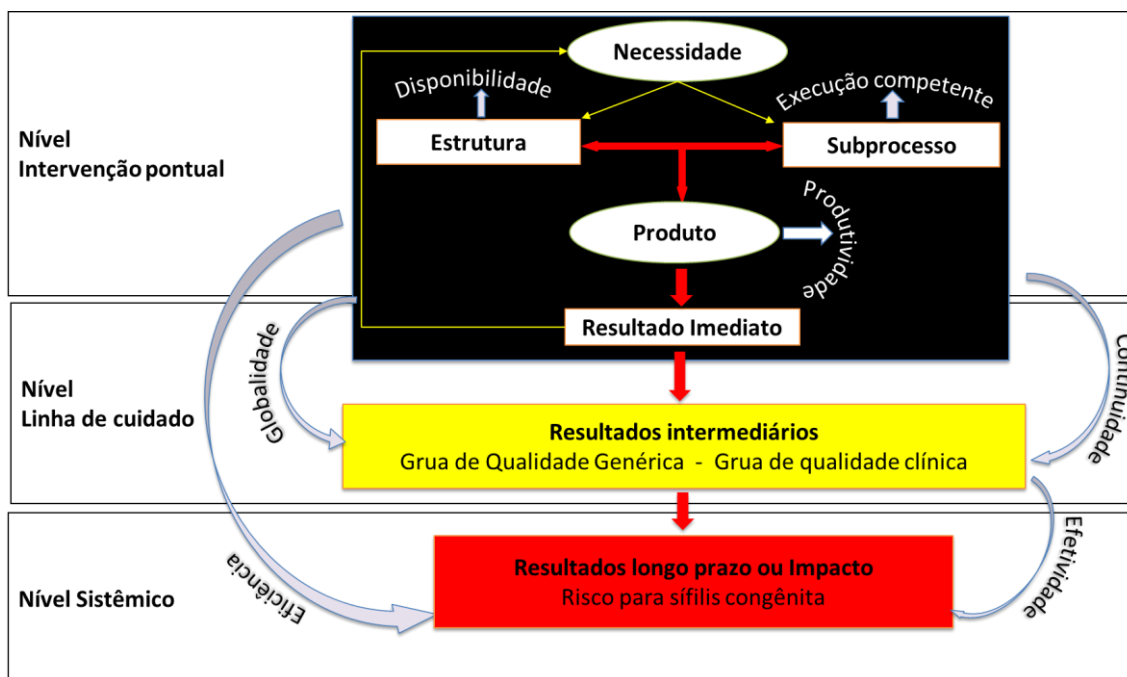 Necessidade
Disponibilidade
Execução competente
Estrutura
Subprocesso
Nível
Intervenção pontual
Produto
Produtividade
Resultado Imediato
Globalidade
Continuidade
Nível
Linha de cuidado
Resultados intermediários
Grua de Qualidade Genérica - Grua de qualidade clínica
Efetividade
Eficiência
Resultados longo prazo ou Impacto
Risco para sífilis congênita
Nível Sistêmico